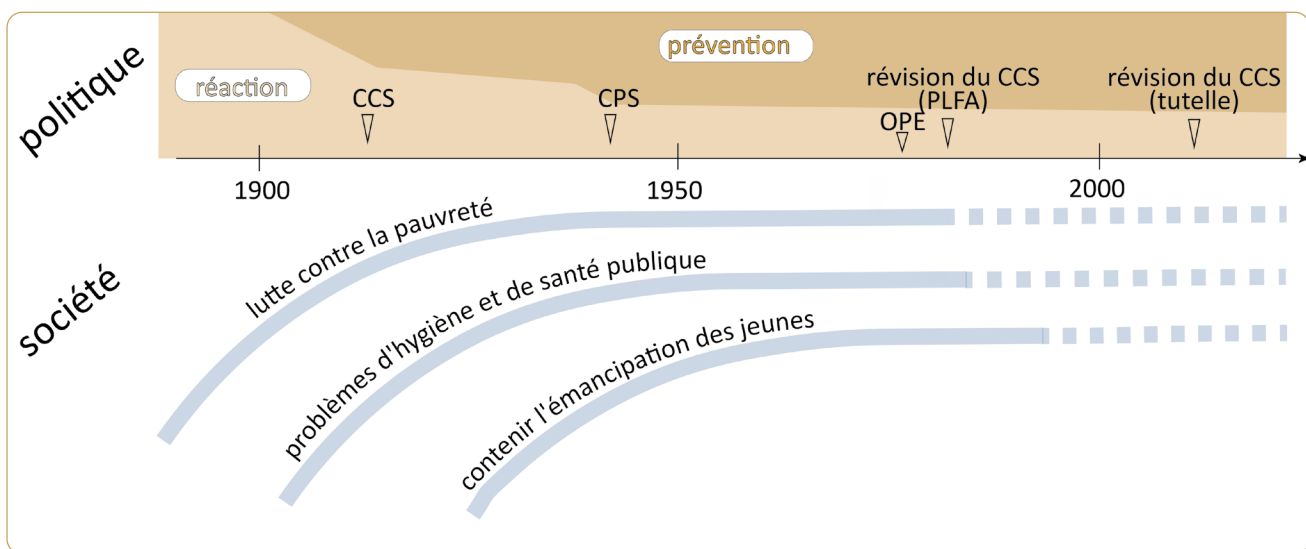 politique
réaction
prévention
CCS
CPS
OPE
révision du CCS
(PLFA)
révision du CCS
(tutelle)
1900
1950
2000
société
lutte contre la pauvreté
problèmes d'hygiène et de santé publique
contenir l'émancipation des jeunes